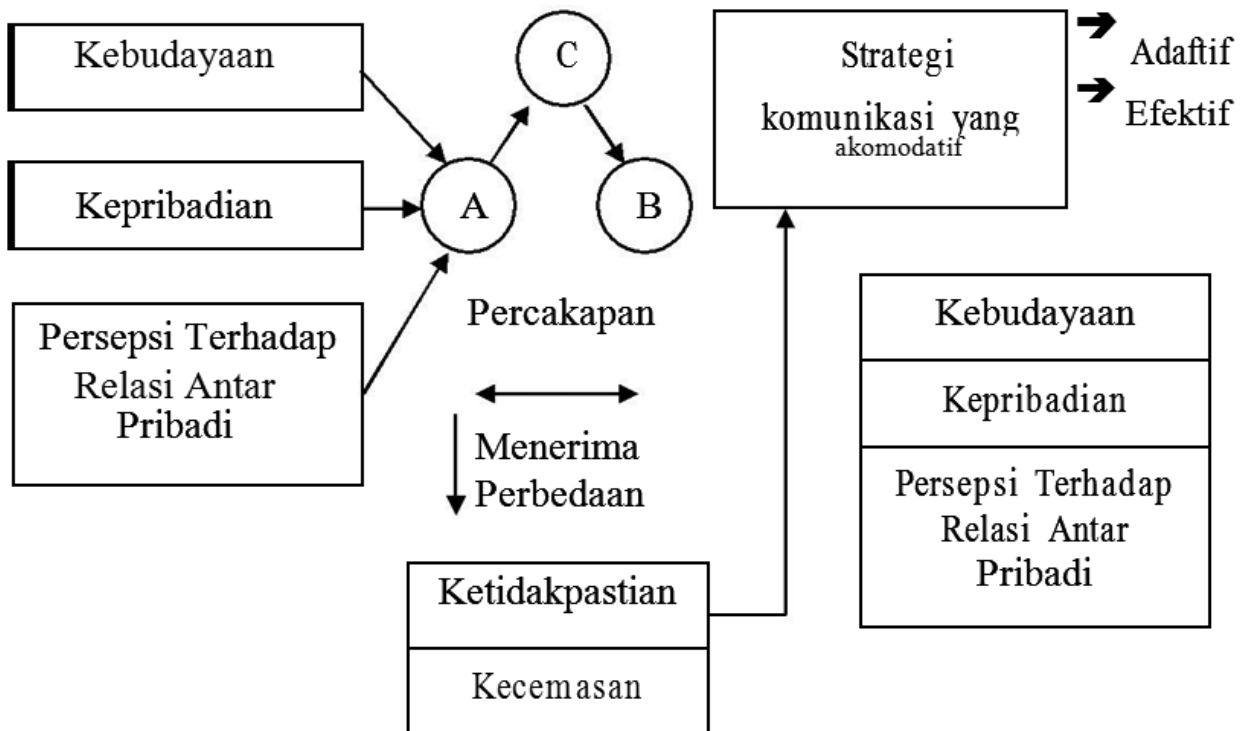 Kebudayaan
Kepribadian
Persepsi Terhadap
Relasi Antar
Pribadi
C
A
B
Percakapan
Menerima
Perbedaan
Ketidakpastian
Kecemasan
Strategi
komunikasi yang
akomodatif
Adaftif
Efektif
Kebudayaan
Kepribadian
Persepsi Terhadap
Relasi Antar
Pribadi